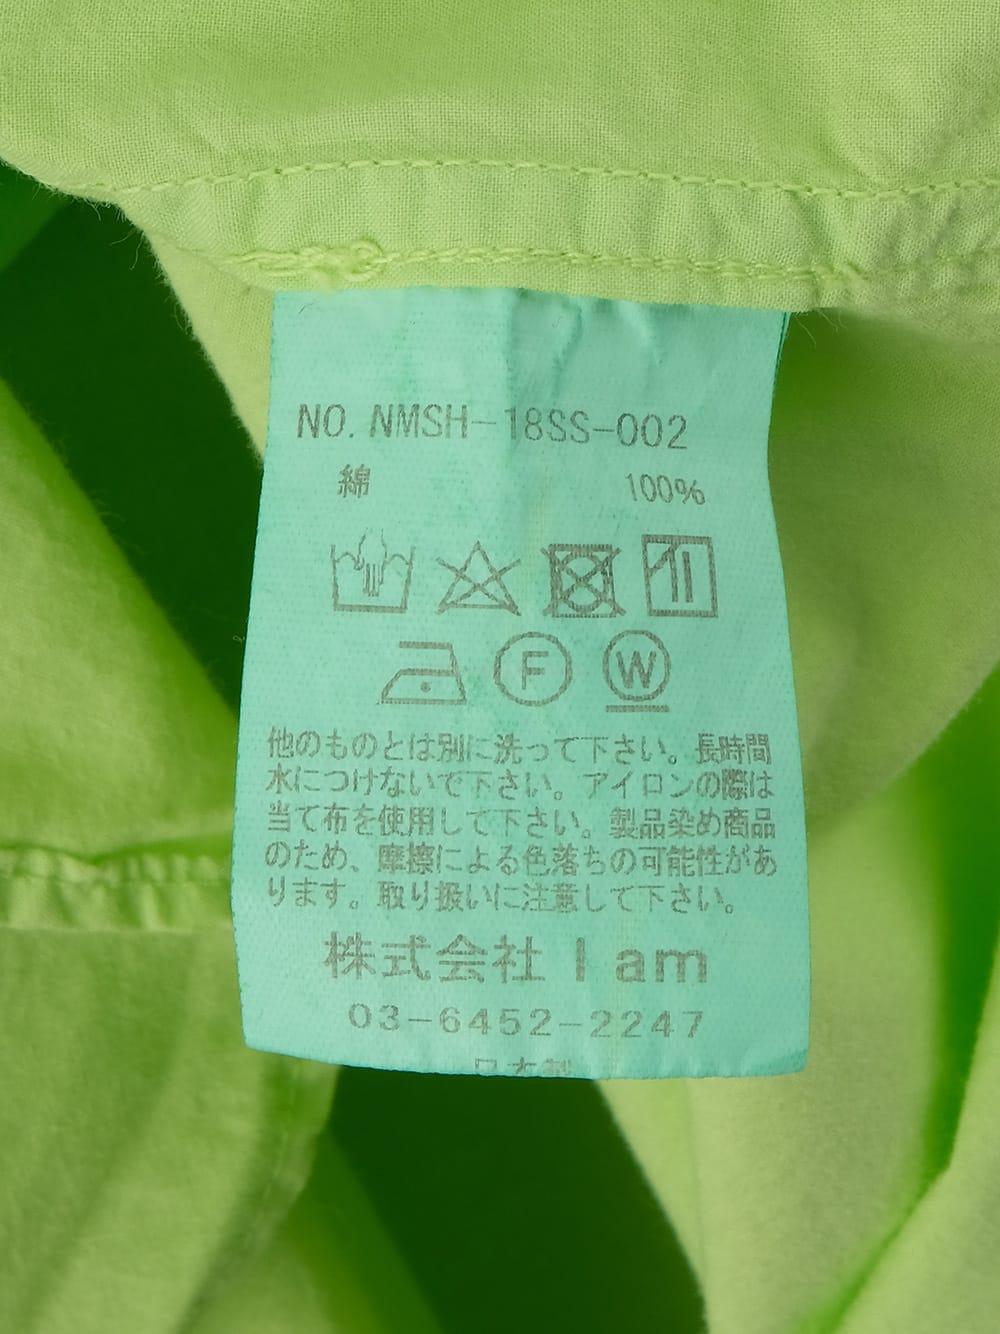 NO. NMSH-18SS-002
綿 100%
F W
他のものとは別に洗って下さい。長時間
水につけないで下さい。アイロンの際は
当て布を使用して下さい。製品染め商品
のため、摩擦による色落ちの可能性があ
ります。取り扱いに注意して下さい。
株式会社 I am
03-6452-2247
日本製